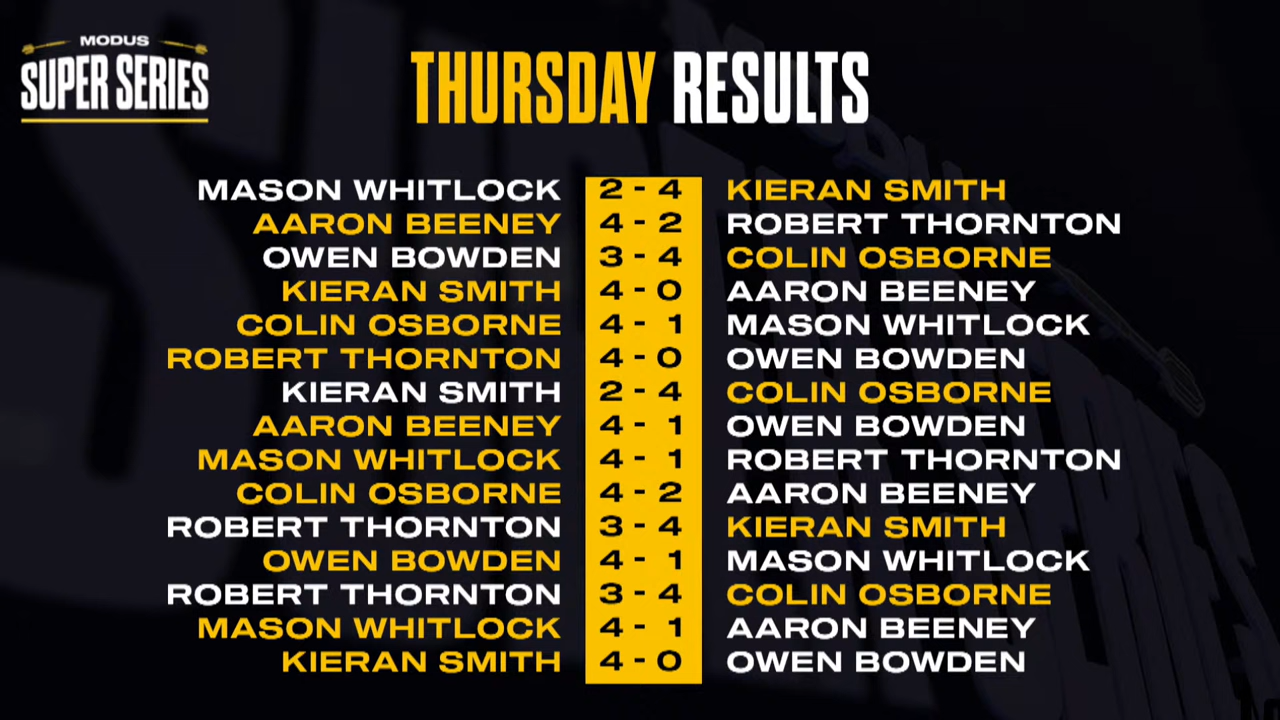 MODUS
SUPER SERIES
THURSDAY RESULTS
MASON WHITLOCK 2 - 4 KIERAN SMITH
AARON BEENEY 4 - 2 ROBERT THORNTON
OWEN BOWDEN 3 - 4 COLIN OSBORNE
KIERAN SMITH 4 - 0 AARON BEENEY
COLIN OSBORNE 4 - 1 MASON WHITLOCK
ROBERT THORNTON 4 - 0 OWEN BOWDEN
KIERAN SMITH 2 - 4 COLIN OSBORNE
AARON BEENEY 4 - 1 OWEN BOWDEN
MASON WHITLOCK 4 - 1 ROBERT THORNTON
COLIN OSBORNE 4 - 2 AARON BEENEY
ROBERT THORNTON 3 - 4 KIERAN SMITH
OWEN BOWDEN 4 - 1 MASON WHITLOCK
ROBERT THORNTON 3 - 4 COLIN OSBORNE
MASON WHITLOCK 4 - 1 AARON BEENEY
KIERAN SMITH 4 - 0 OWEN BOWDEN